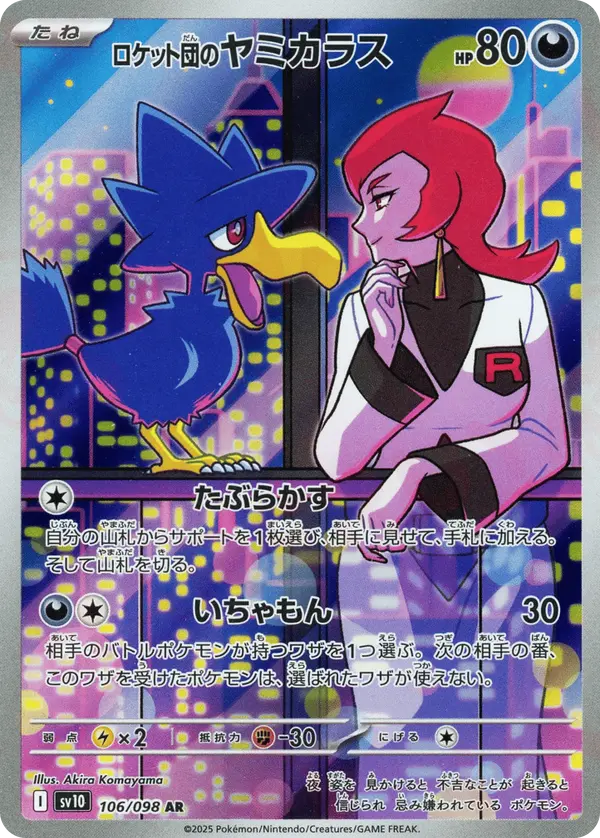 たね
ロケット団のヤミカラス HP80
たぶらかす
自分の山札からサポートを1枚選び、相手に見せて、手札に加える。
そして山札を切る。
いちゃもん 30
相手のバトルポケモンが持つワザを1つ選ぶ。次の相手の番、
このワザを受けたポケモンは、選ばれたワザが使えない。
弱点 ×2 抵抗力 -30 にげる
Illus. Akira Komayama
I sv10 106/098 AR
夜 姿を 見かけると 不吉なことが 起きると
信じられ 忌み嫌われている ポケモン。
©2025 Pokémon/Nintendo/Creatures/GAME FREAK.
R